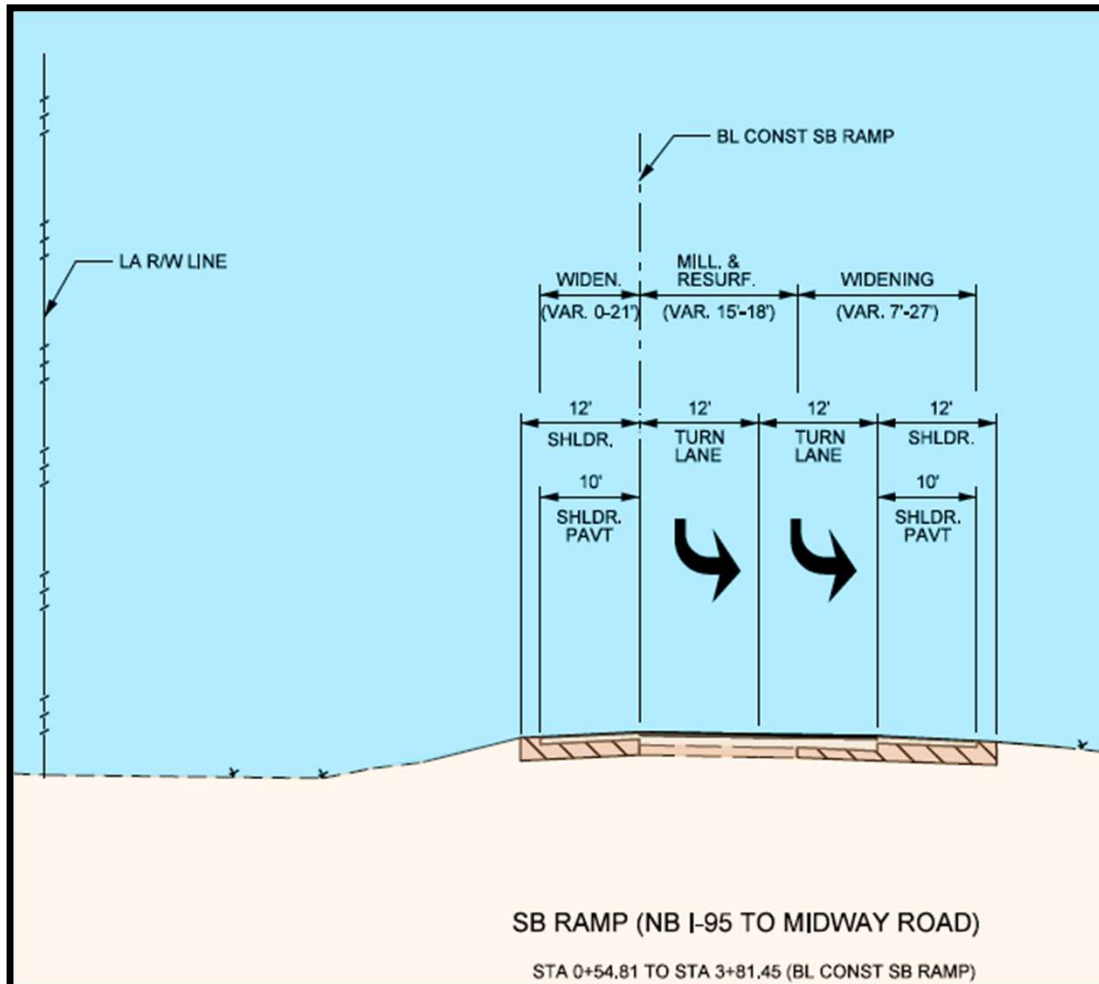 BL CONST SB RAMP
LA R/W LINE
WIDEN.
MILL. &
RESURF.
WIDENING
(VAR. 0-21')
(VAR. 15'-18')
(VAR. 7'-27')
12'
12'
12'
12'
SHLDR.
TURN
LANE
TURN
LANE
SHLDR.
10'
10'
SHLDR.
PAVT
SHLDR.
PAVT
SB RAMP (NB I-95 TO MIDWAY ROAD)
STA 0+54.81 TO STA 3+81.45 (BL CONST SB RAMP)